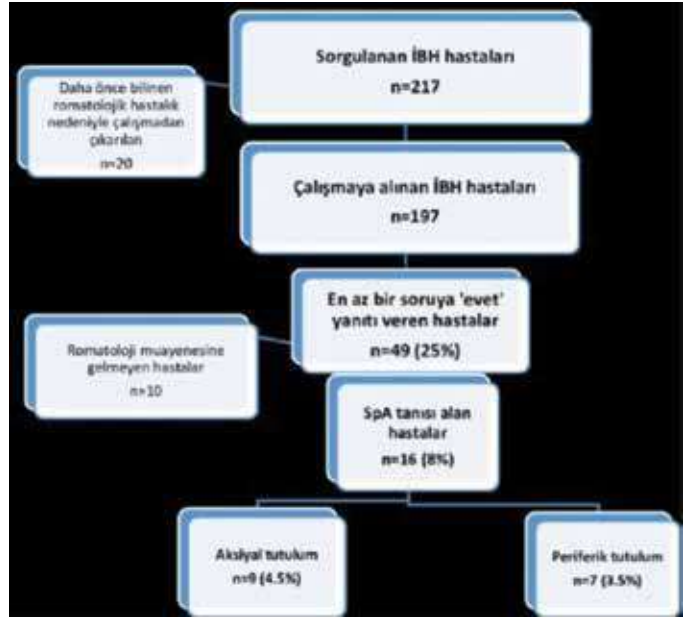 Sorgulanan İBH hastaları
n=217
Daha önce bilinen
romatolojik hastalık
nedeniyle çalışmadan
çıkarılan
n=20
Çalışmaya alınan İBH hastaları
n=197
En az bir soruya 'evet'
yanıtı veren hastalar
n=49 (25%)
Romatoloji muayenesine
gelmeyen hastalar
n=10
SpA tanısı alan
hastalar
n=16 (8%)
Aksiyal tutulum
n=9 (4.5%)
Periferik tutulum
n=7 (3.5%)